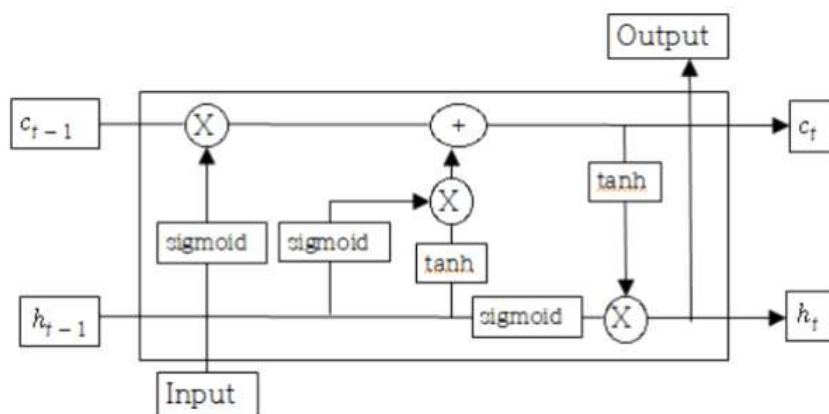 Output
c_{t-1}
X
+
c_t
tanh
X
sigmoid
sigmoid
tanh
h_{t-1}
sigmoid
X
h_t
Input